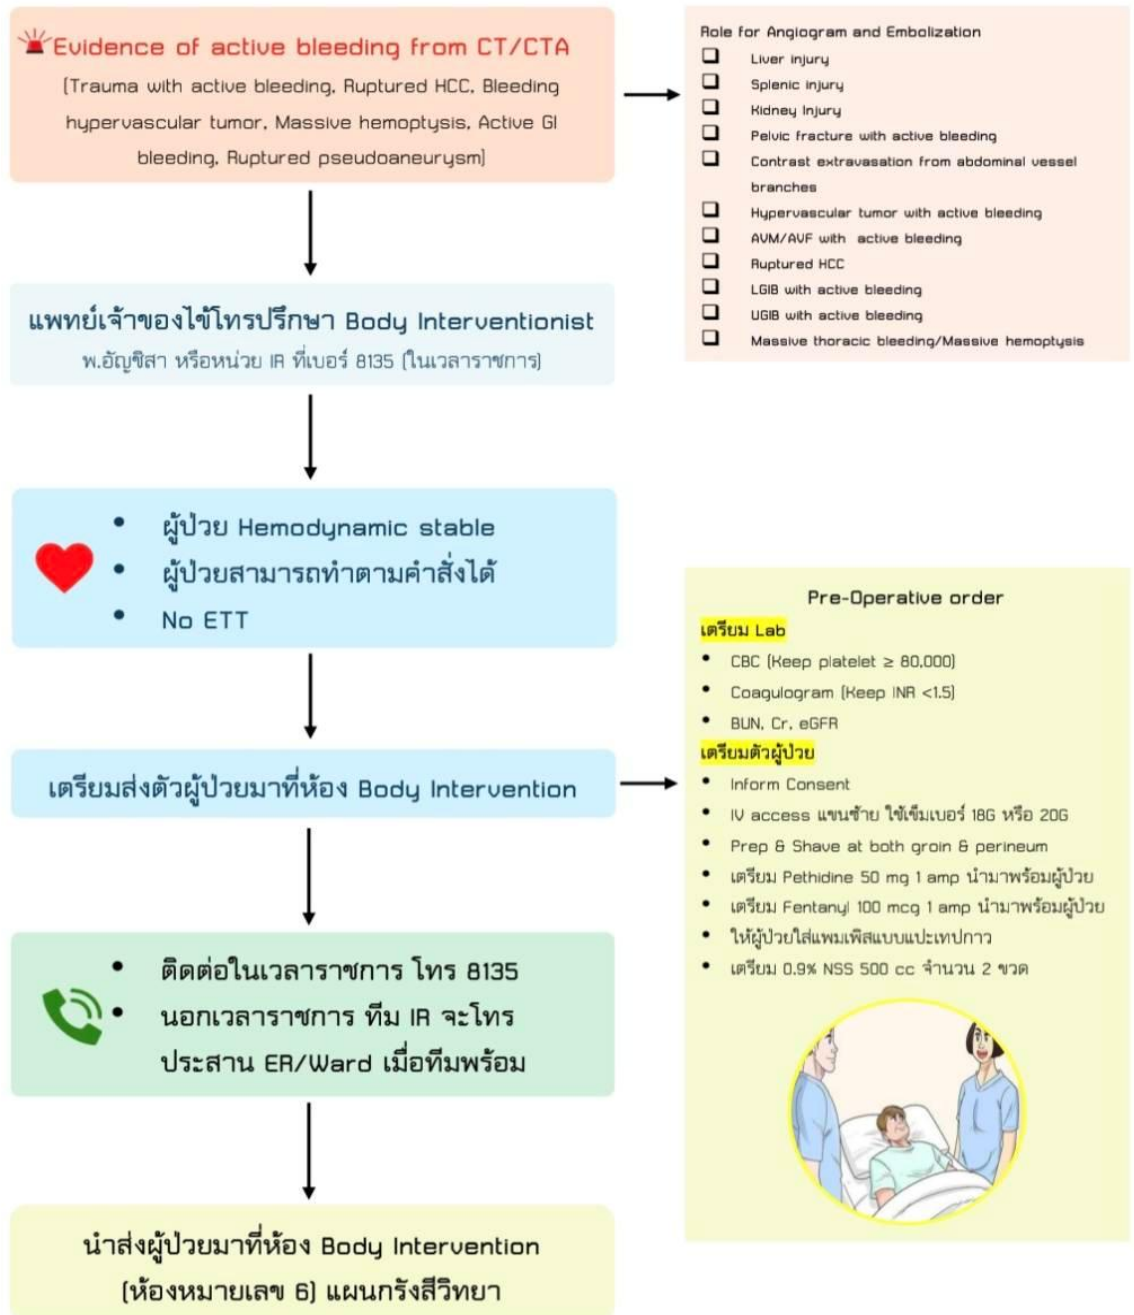 Evidence of active bleeding from CT/CTA
(Trauma with active bleeding, Ruptured HCC, Bleeding
hypervascular tumor, Massive hemoptysis, Active GI
bleeding, Ruptured pseudoaneurysm)
Role for Angiogram and Embolization
Liver injury
Splenic injury
Kidney Injury
Pelvic fracture with active bleeding
Contrast extravasation from abdominal vessel
branches
Hypervascular tumor with active bleeding
AVM/AVF with active bleeding
Ruptured HCC
LGIB with active bleeding
UGIB with active bleeding
Massive thoracic bleeding/Massive hemoptysis
แพทย์เจ้าของไข้โทรปรึกษา Body Interventionist
พ.อัญชิสา หรือหน่วย IR ที่เบอร์ 8135 (ในเวลาราชการ)
• ผู้ป่วย Hemodynamic stable
• ผู้ป่วยสามารถทำตามคำสั่งได้
• No ETT
เตรียมส่งตัวผู้ป่วยมาที่ห้อง Body Intervention
Pre-Operative order
เตรียม Lab
• CBC (Keep platelet ≥ 80,000)
• Coagulogram (Keep INR <1.5)
• BUN, Cr, eGFR
เตรียมตัวผู้ป่วย
• Inform Consent
• IV access แขนซ้าย ใช้เข็มเบอร์ 18G หรือ 20G
• Prep & Shave at both groin & perineum
• เตรียม Pethidine 50 mg 1 amp นำมาพร้อมผู้ป่วย
• เตรียม Fentanyl 100 mcg 1 amp นำมาพร้อมผู้ป่วย
• ให้ผู้ป่วยใส่แพมเพิสแบบแปะเทปกาว
• เตรียม 0.9% NSS 500 cc จำนวน 2 ขวด
• ติดต่อในเวลาราชการ โทร 8135
• นอกเวลาราชการ ทีม IR จะโทร
ประสาน ER/Ward เมื่อทีมพร้อม
นำส่งผู้ป่วยมาที่ห้อง Body Intervention
(ห้องหมายเลข 6) แผนกรังสีวิทยา